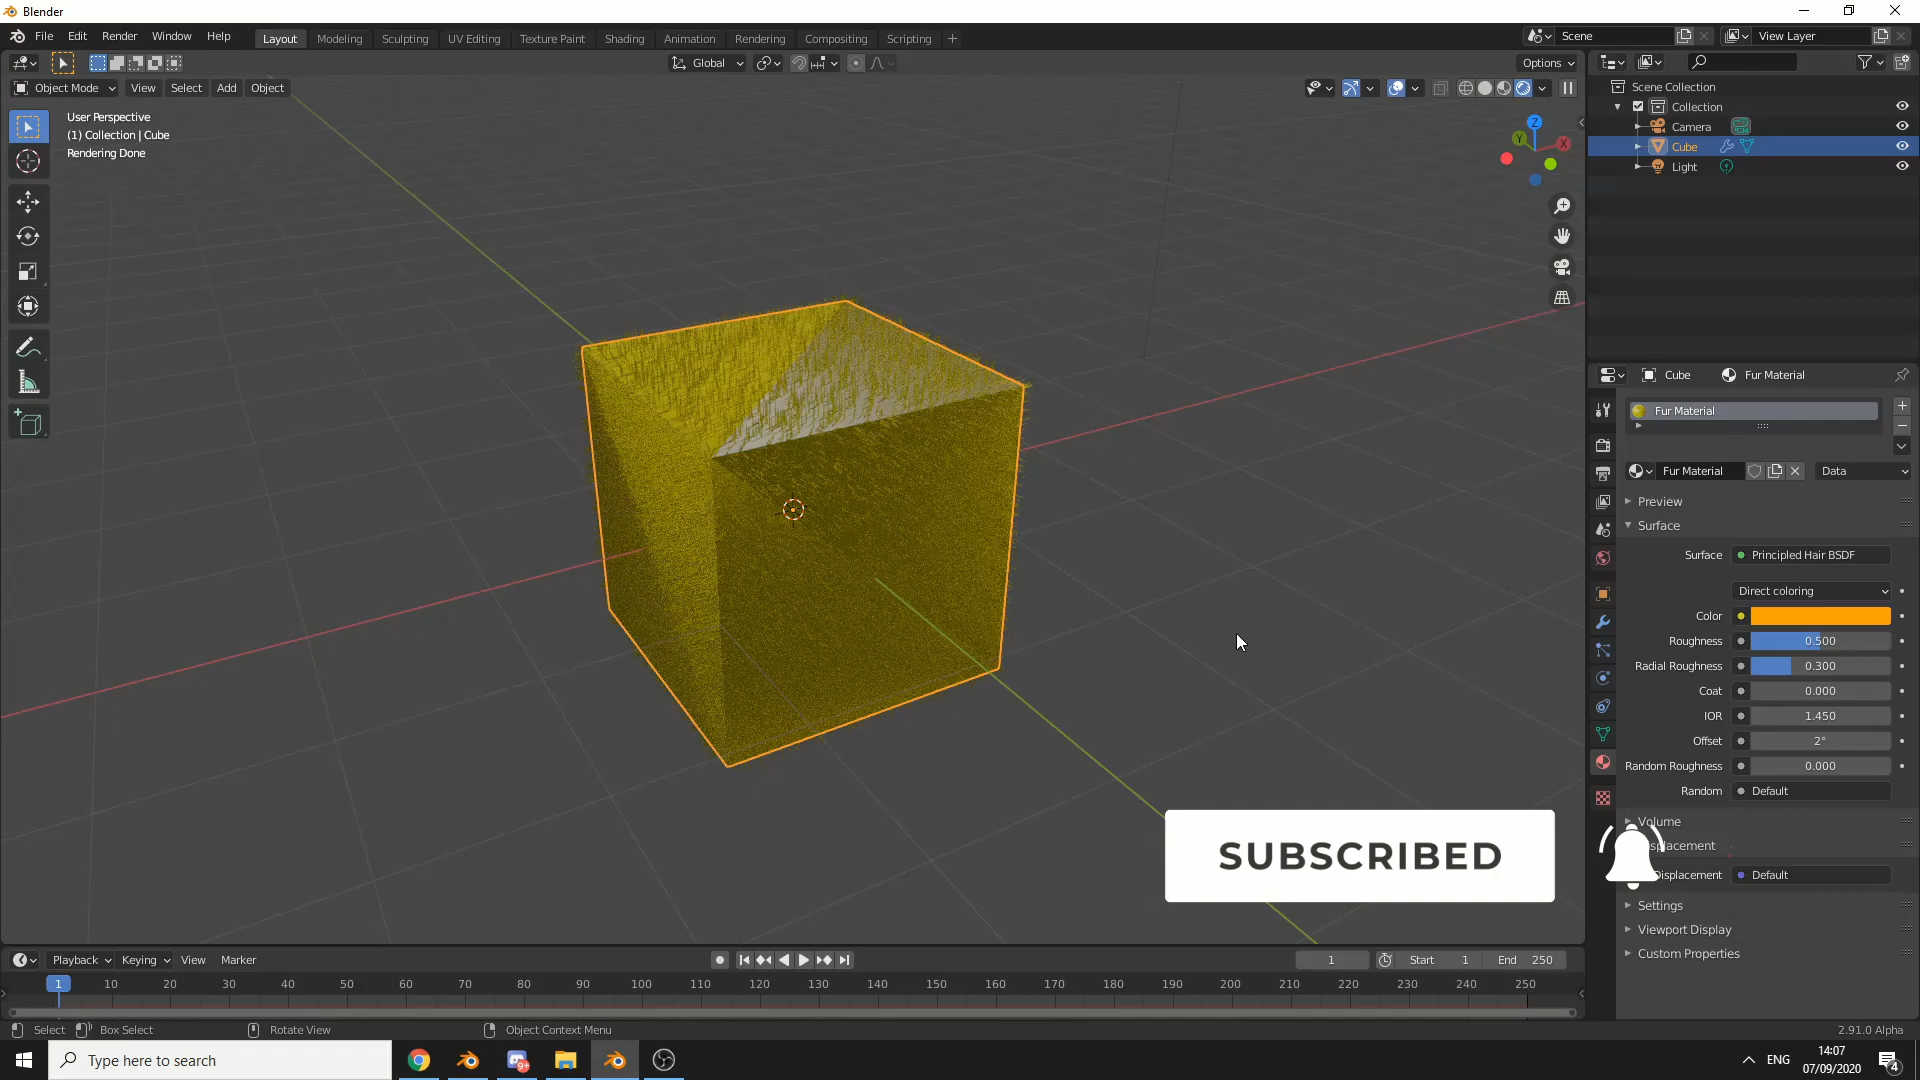 Blender
File Edit Render Window Help
Layout Modeling Sculpting UV Editing Texture Paint Shading Animation Rendering Compositing Scripting +
Scene
View Layer
Global
Options
Object Mode View Select Add Object
User Perspective
(1) Collection | Cube
Rendering Done
Z
Y
X
Scene Collection
Collection
Camera
Cube
Light
Cube
Fur Material
Fur Material
Fur Material
Data
Preview
Surface
Surface Principled Hair BSDF
Direct coloring
Color
Roughness 0.500
Radial Roughness 0.300
Coat 0.000
IOR 1.450
Offset 2°
Random Roughness 0.000
Random Default
Volume
splacement
Displacement Default
Settings
Viewport Display
Custom Properties
SUBSCRIBED
Playback Keying View Marker
1
Start 1
End 250
1 10 20 30 40 50 60 70 80 90 100 110 120 130 140 150 160 170 180 190 200 210 220 230 240 250
Select Box Select Rotate View Object Context Menu
2.91.0 Alpha
Type here to search
9+
ENG
14:07
07/09/2020
4